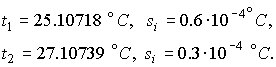 t₁ = 25.10718 °C, sᵢ = 0.6·10⁻⁴°C,
t₂ = 27.10739 °C, sᵢ = 0.3·10⁻⁴ °C.